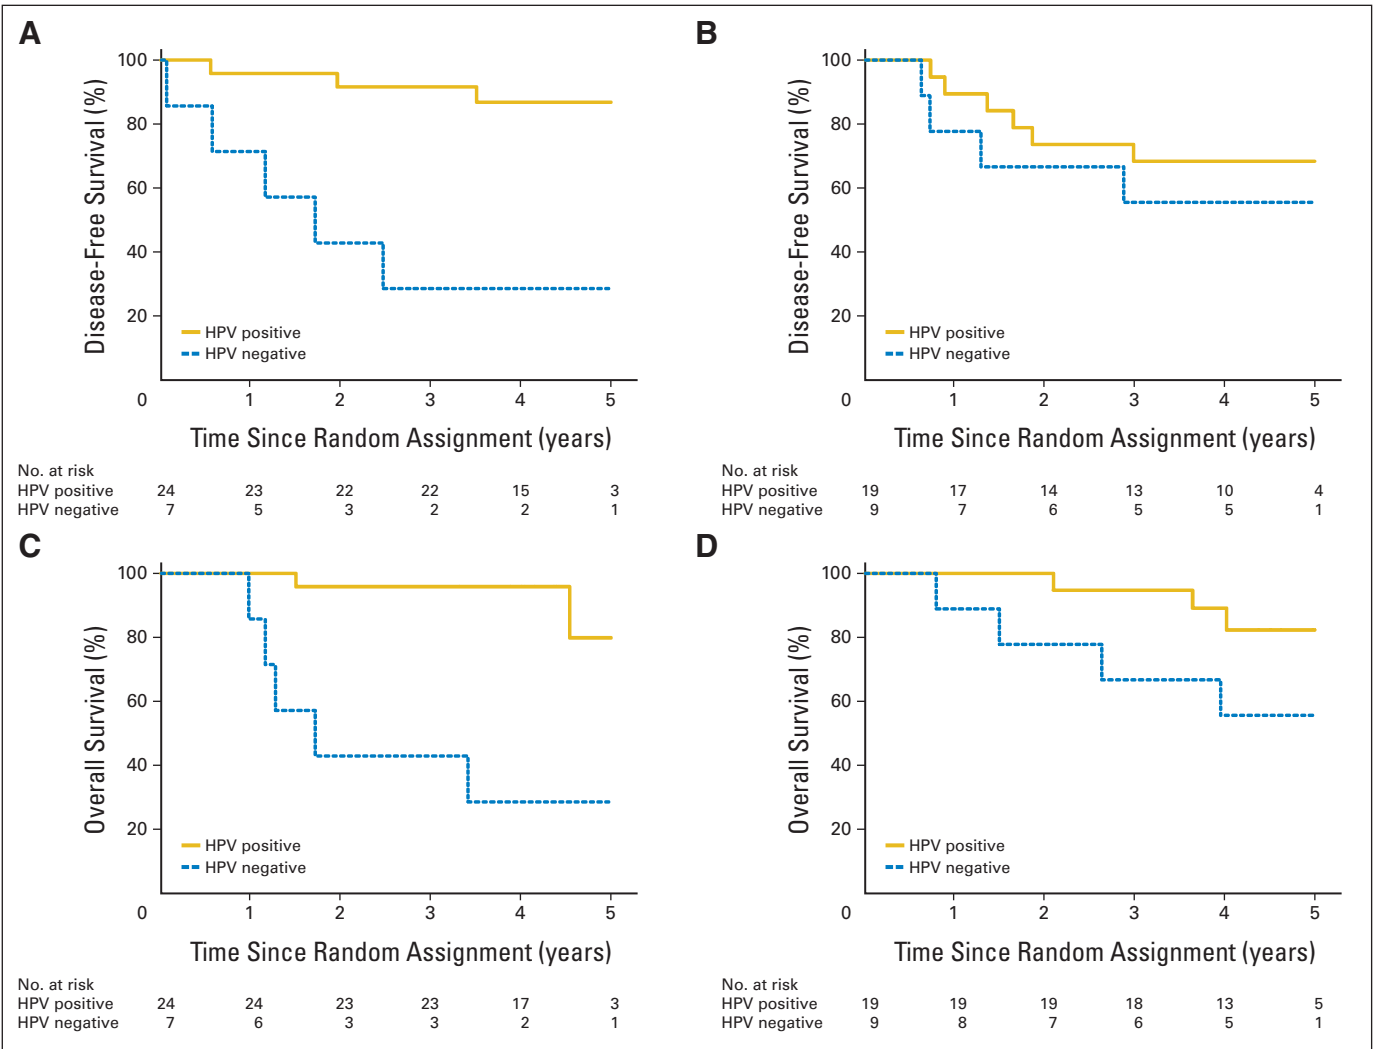 A
100
80
60
40
20
Disease-Free Survival (%)
HPV positive
HPV negative
0 1 2 3 4 5
Time Since Random Assignment (years)
No. at risk
HPV positive 24 23 22 22 15 3
HPV negative 7 5 3 2 2 1
B
100
80
60
40
20
Disease-Free Survival (%)
HPV positive
HPV negative
0 1 2 3 4 5
Time Since Random Assignment (years)
No. at risk
HPV positive 19 17 14 13 10 4
HPV negative 9 7 6 5 5 1
C
100
80
60
40
20
Overall Survival (%)
HPV positive
HPV negative
0 1 2 3 4 5
Time Since Random Assignment (years)
No. at risk
HPV positive 24 24 23 23 17 3
HPV negative 7 6 3 3 2 1
D
100
80
60
40
20
Overall Survival (%)
HPV positive
HPV negative
0 1 2 3 4 5
Time Since Random Assignment (years)
No. at risk
HPV positive 19 19 19 18 13 5
HPV negative 9 8 7 6 5 1